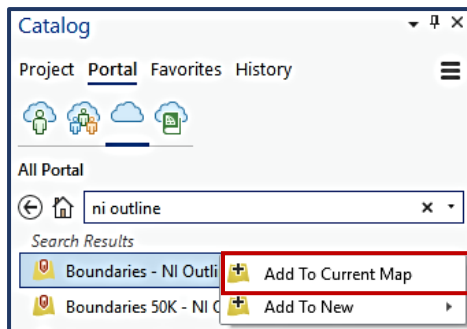 Catalog
Project Portal Favorites History
All Portal
ni outline
Search Results
Boundaries - NI Outli Add To Current Map
Boundaries 50K - NI Add To New